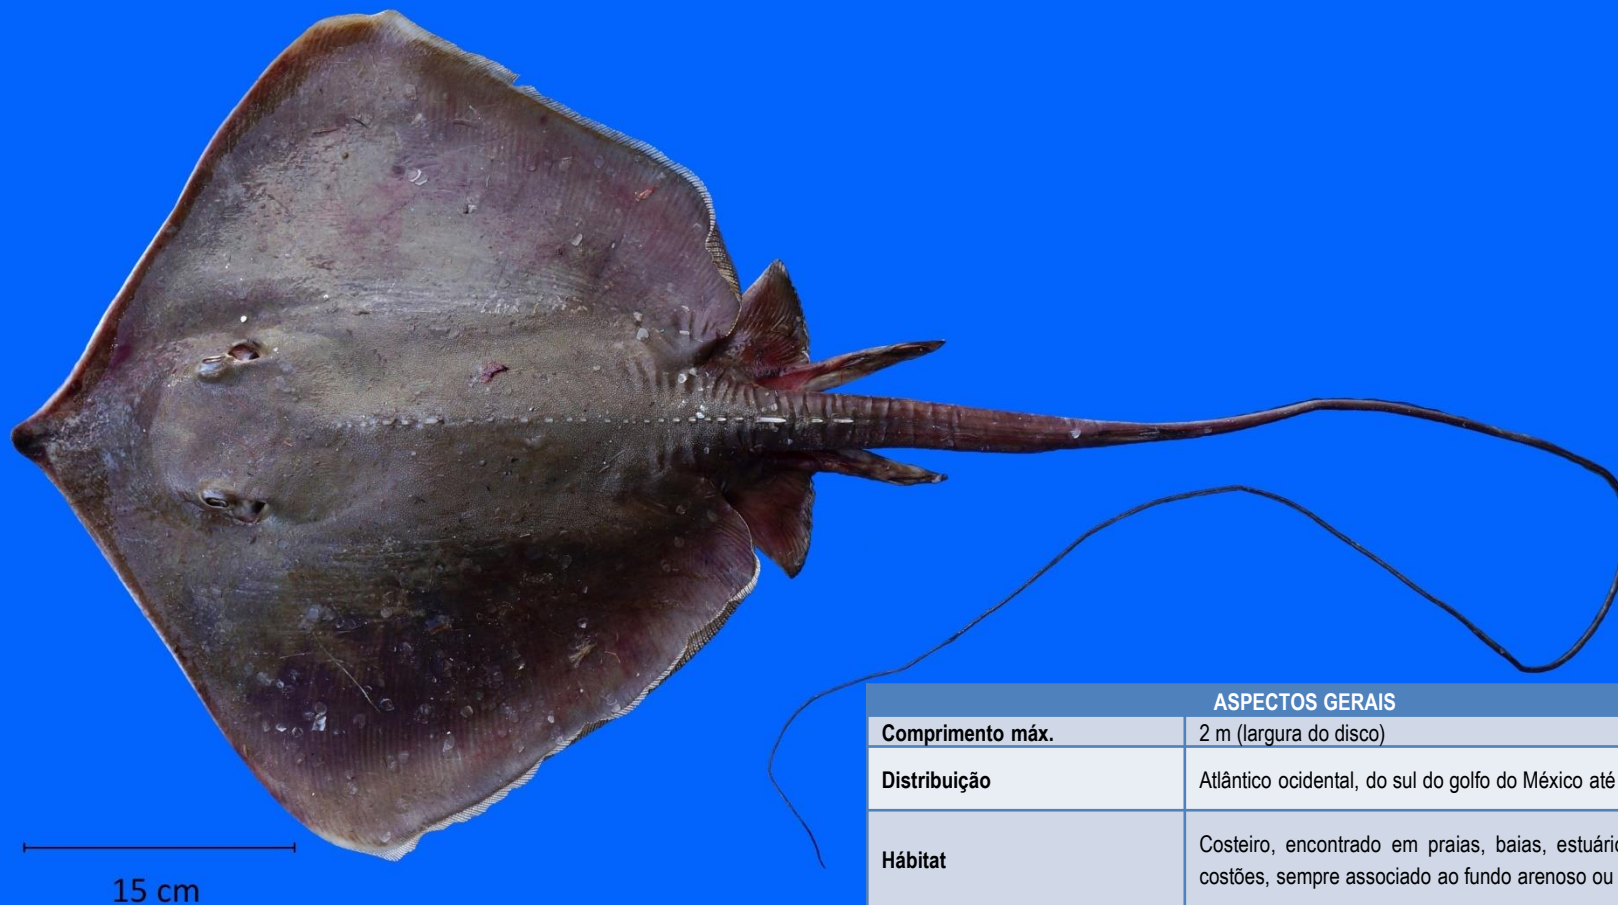 15 cm
ASPECTOS GERAIS
Comprimento máx. 2 m (largura do disco)
Distribuição Atlântico ocidental, do sul do golfo do México até
Hábitat Costeiro, encontrado em praias, baias,
costões, sempre associado ao fundo arenoso ou